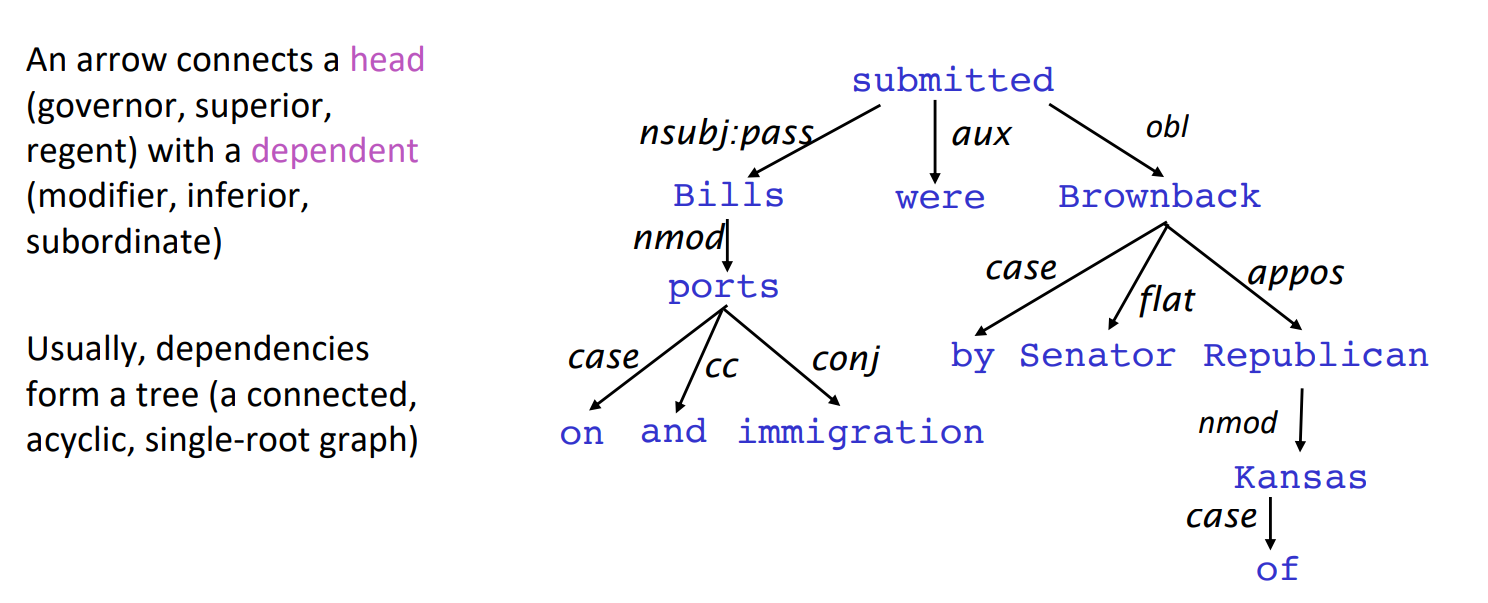 An arrow connects a head
(governor, superior,
regent) with a dependent
(modifier, inferior,
subordinate)
Usually, dependencies
form a tree (a connected,
acyclic, single-root graph)
submitted
nsubj:pass aux obl
Bills were Brownback
nmod
ports
case flat appos
case cc conj
by Senator Republican
on and immigration
nmod
Kansas
case
of